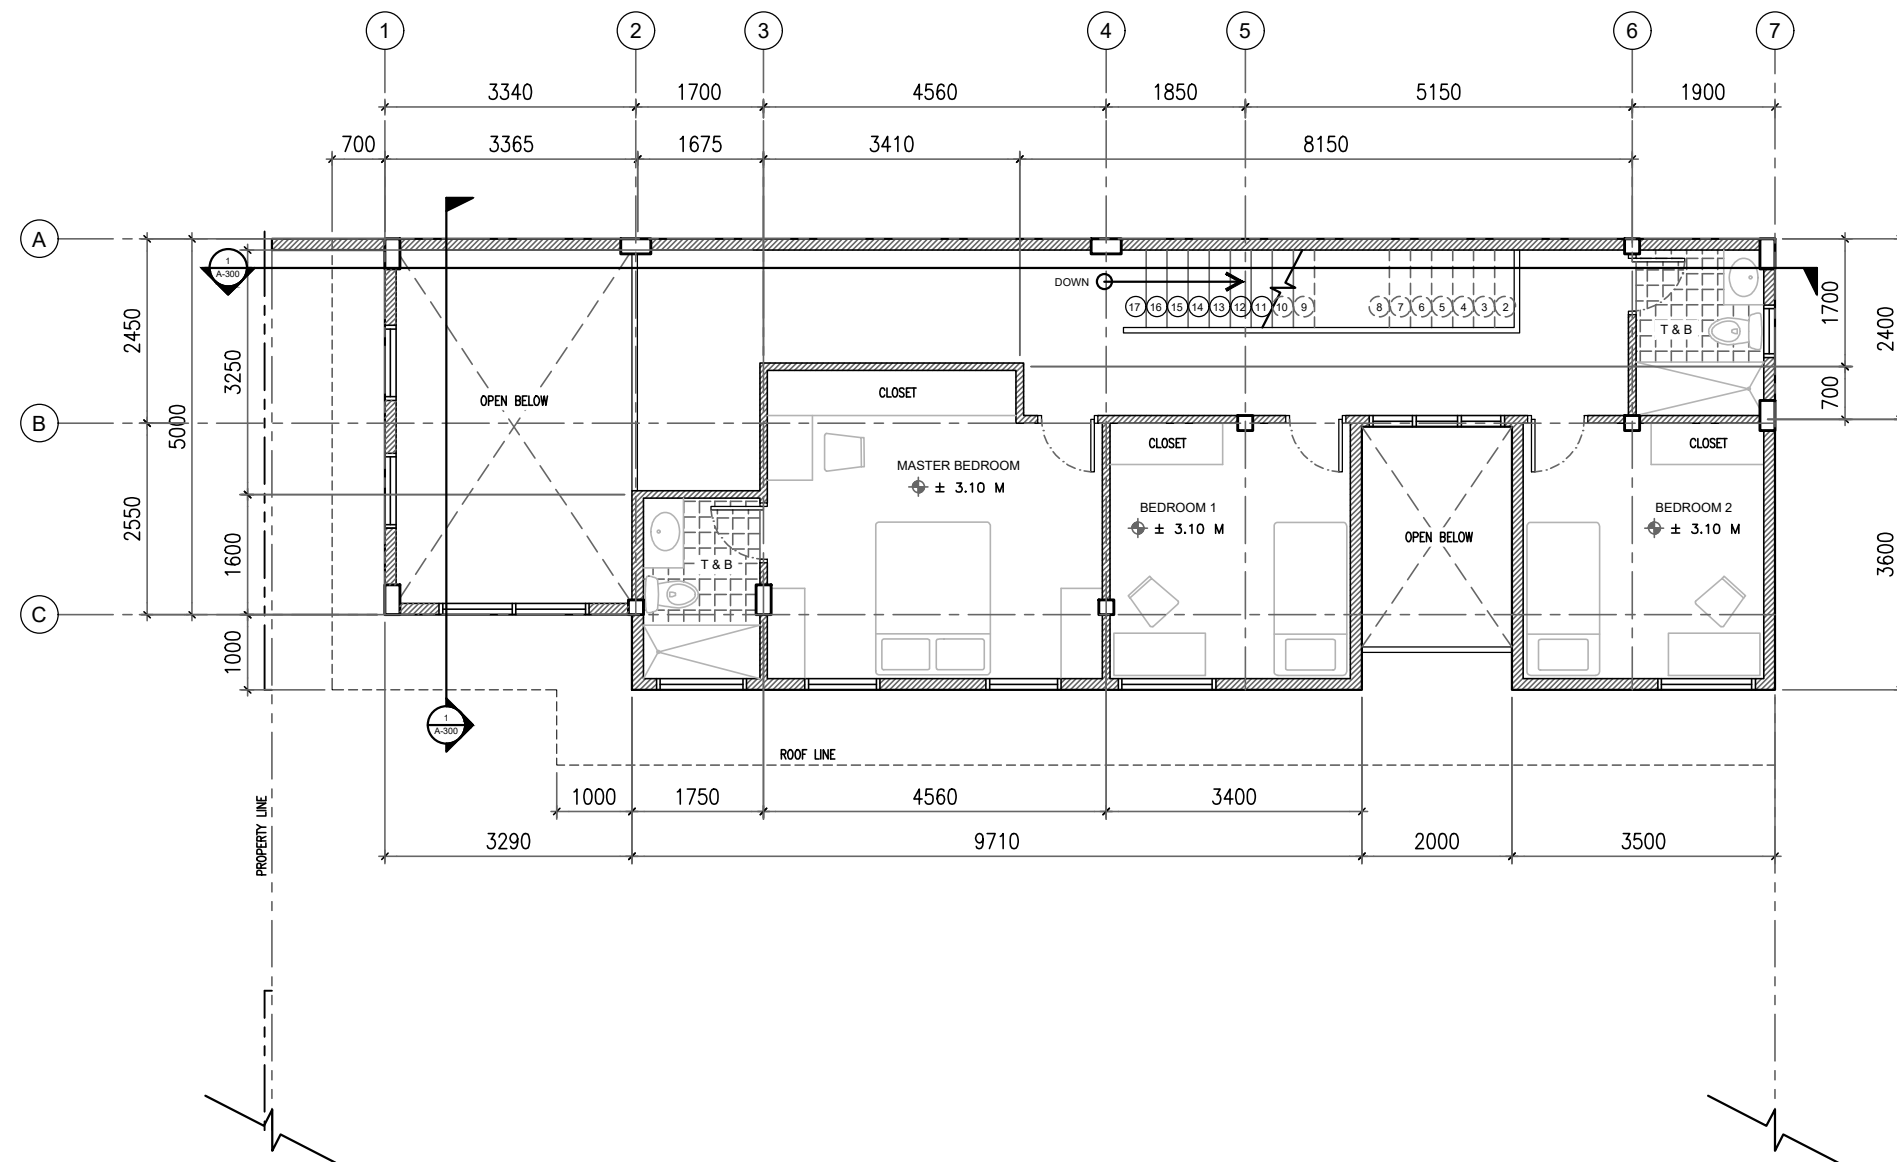 1 2 3 4 5 6 7
3340 1700 4560 1850 5150 1900
700 3365 1675 3410 8150
A
1
A-300
DOWN
17 16 15 14 13 12 11 10 9 8 7 6 5 4 3 2
T & B
1700
2400
2450
3250
5000
CLOSET
700
OPEN BELOW
B
CLOSET
CLOSET
MASTER BEDROOM
± 3.10 M
BEDROOM 1
± 3.10 M
BEDROOM 2
± 3.10 M
OPEN BELOW
2550
1600
T & B
3600
C
1000
1
A-300
ROOF LINE
PROPERTY LINE
1000 1750 4560 3400
3290 9710 2000 3500